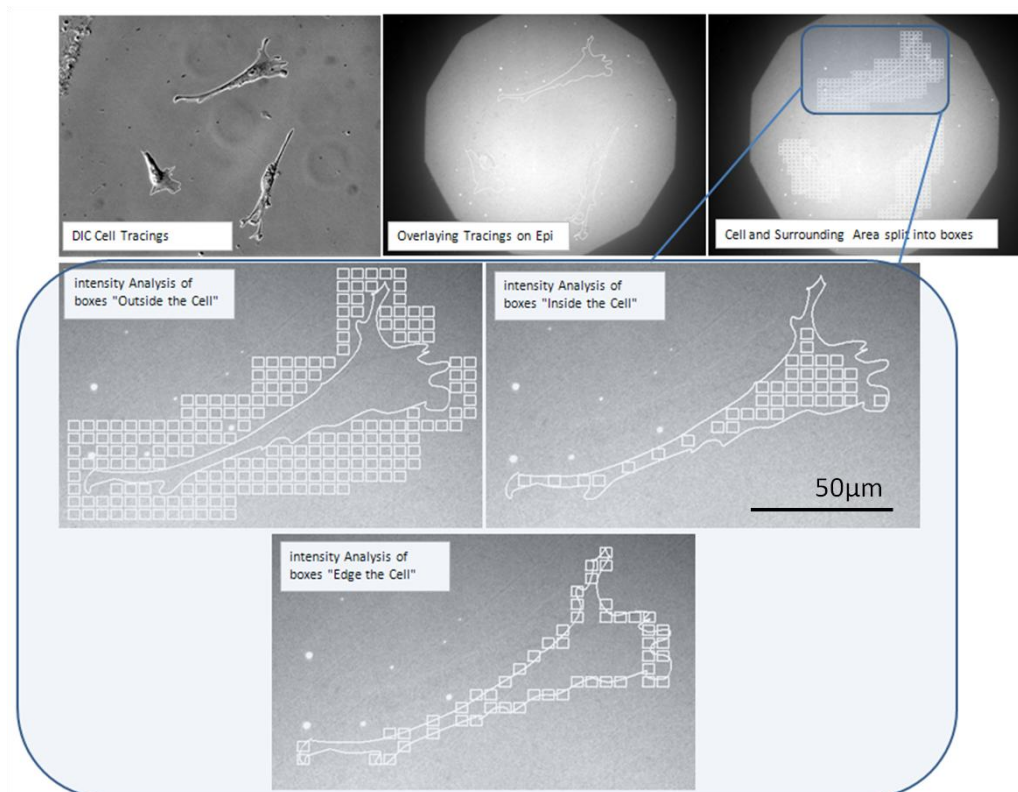 DIC Cell Tracings
Overlaying Tracings on Epi
Cell and Surrounding Area split into boxes
intensity Analysis of
boxes "Outside the Cell"
intensity Analysis of
boxes "Inside the Cell"
50µm
intensity Analysis of
boxes "Edge the Cell"